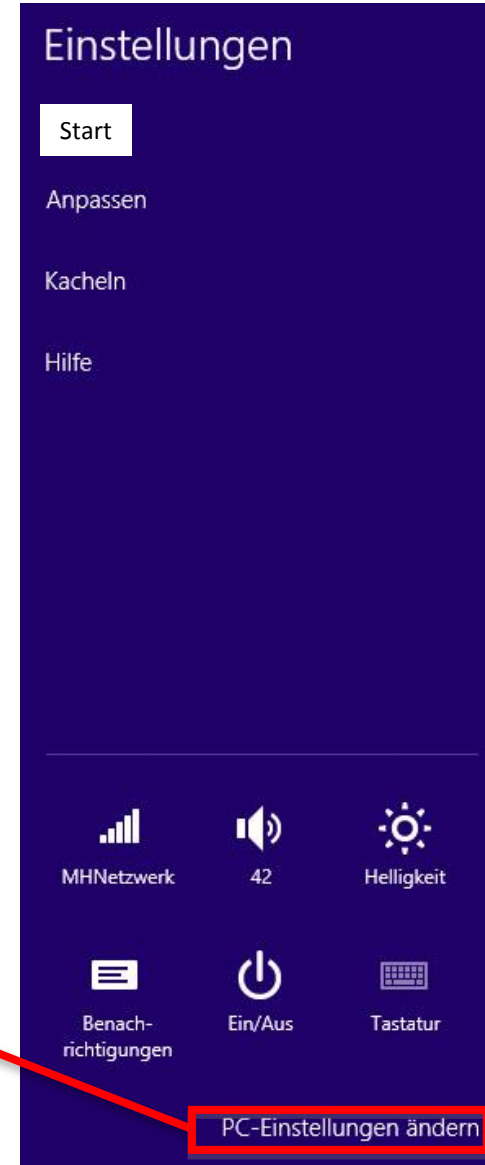 Einstellungen
Start
Anpassen
Kacheln
Hilfe
MHNetzwerk
42
Helligkeit
Benach-
richtigungen
Ein/Aus
Tastatur
PC-Einstellungen ändern